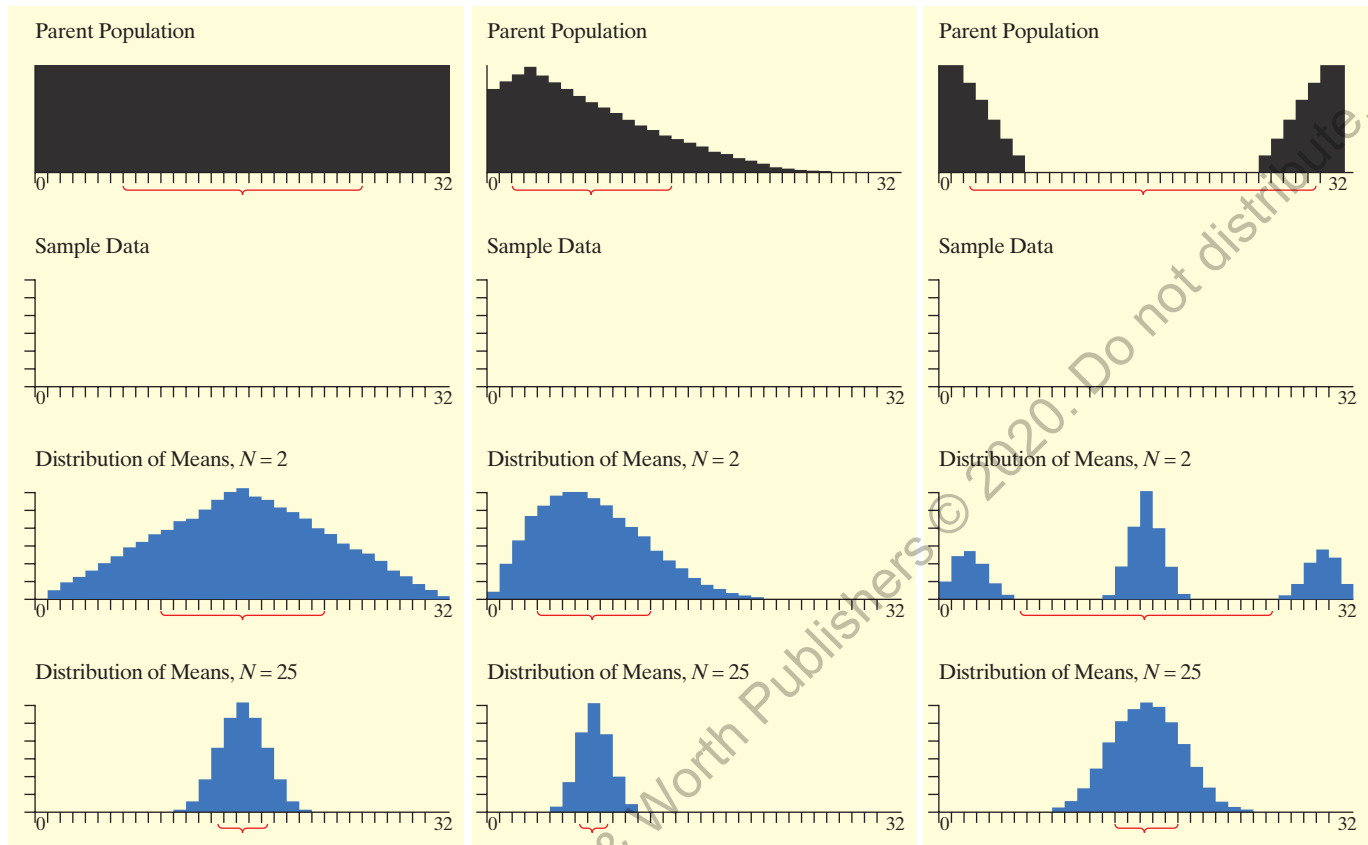 Parent Population
0 32
Sample Data
0 32
Distribution of Means, N = 2
0 32
Distribution of Means, N = 25
0 32
Parent Population
0 32
Sample Data
0 32
Distribution of Means, N = 2
0 32
Distribution of Means, N = 25
0 32
Parent Population
0 32
Sample Data
0 32
Distribution of Means, N = 2
0 32
Distribution of Means, N = 25
0 32
& Worth Publishers © 2020. Do not distribute.